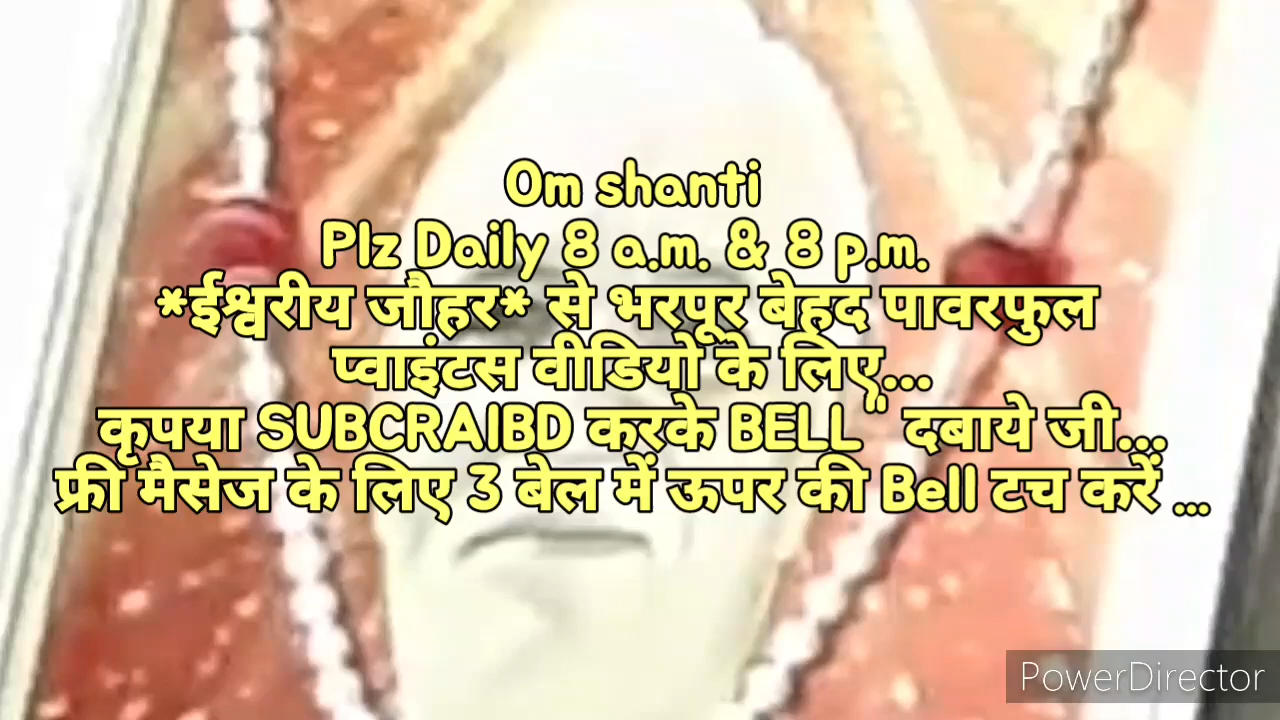 Om shanti
Plz Daily 8 a.m. & 8 p.m.
*ईश्वरीय जौहर* से भरपूर बेहद पावरफुल
प्वाइंटस वीडियो के लिए...
कृपया SUBCRAIBD करके BELL " दबाये जी...
फ्री मैसेज के लिए 3 बेल में ऊपर की Bell टच करें ...
PowerDirector